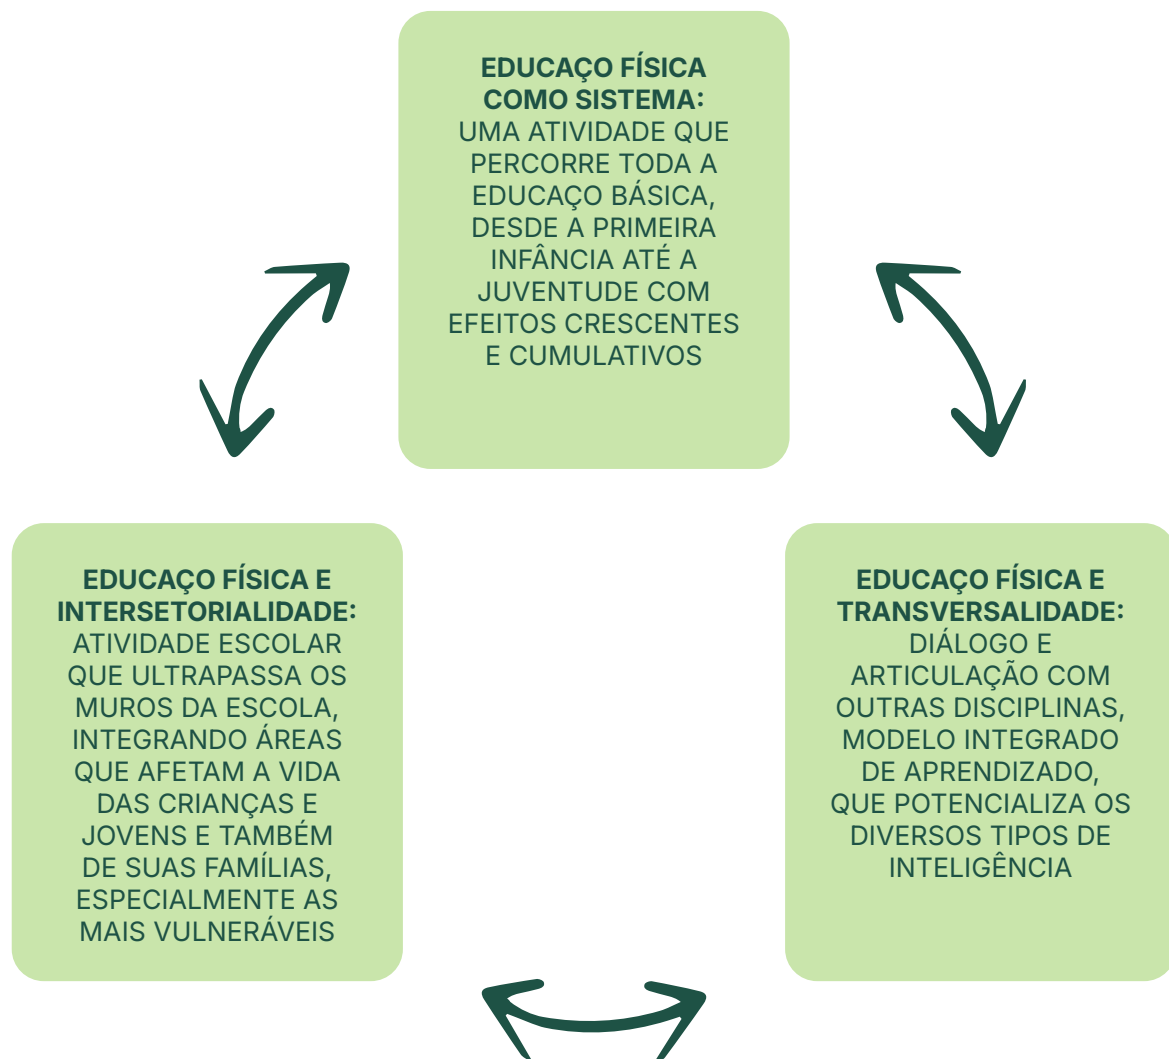 EDUCAÇO FÍSICA
COMO SISTEMA:
UMA ATIVIDADE QUE
PERCORRE TODA A
EDUCAÇO BÁSICA,
DESDE A PRIMEIRA
INFÂNCIA ATÉ A
JUVENTUDE COM
EFEITOS CRESCENTES
E CUMULATIVOS
EDUCAÇO FÍSICA E
INTERSETORIALIDADE:
ATIVIDADE ESCOLAR
QUE ULTRAPASSA OS
MUROS DA ESCOLA,
INTEGRANDO ÁREAS
QUE AFETAM A VIDA
DAS CRIANÇAS E
JOVENS E TAMBÉM
DE SUAS FAMÍLIAS,
ESPECIALMENTE AS
MAIS VULNERÁVEIS
EDUCAÇO FÍSICA E
TRANSVERSALIDADE:
DIÁLOGO E
ARTICULAÇÃO COM
OUTRAS DISCIPLINAS,
MODELO INTEGRADO
DE APRENDIZADO,
QUE POTENCIALIZA OS
DIVERSOS TIPOS DE
INTELIGÊNCIA